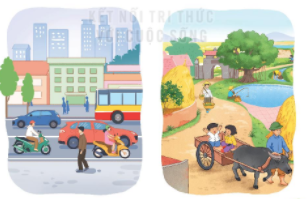 KẾT NỐI TRI THỨC
VỚI CUỘC SỐNG